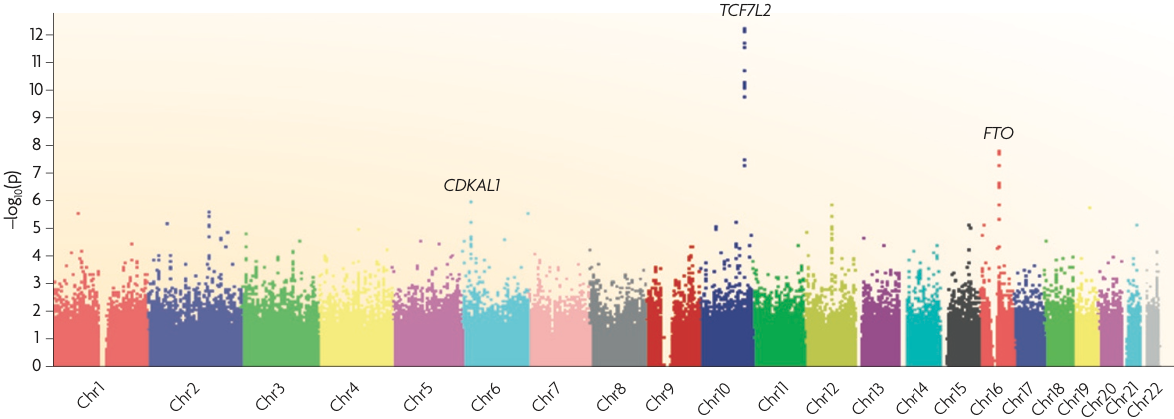 TCF7L2
12
11
10
9
8
7
6
5
4
3
2
1
0
–log₁₀(p)
FTO
CDKAL1
Chr1
Chr2
Chr3
Chr4
Chr5
Chr6
Chr7
Chr8
Chr9
Chr10
Chr11
Chr12
Chr13
Chr14
Chr15
Chr16
Chr17
Chr18
Chr19
Chr20
Chr21
Chr22